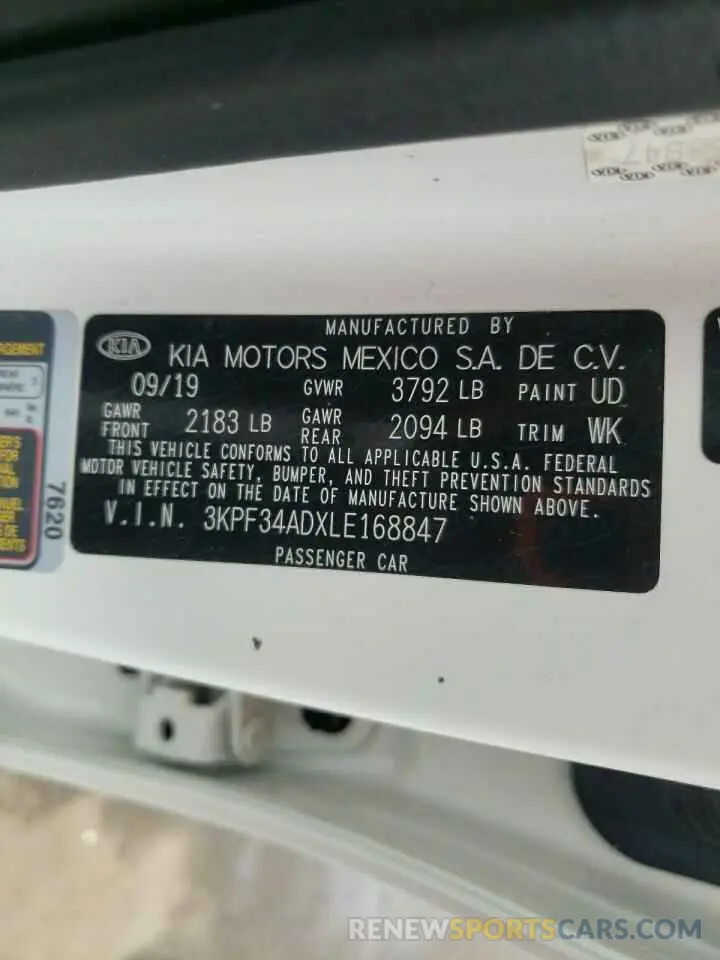 MANUFACTURED BY
KIA KIA MOTORS MEXICO S.A. DE C.V.
09/19 GVWR 3792 LB PAINT UD
GAWR FRONT 2183 LB GAWR REAR 2094 LB TRIM WK
THIS VEHICLE CONFORMS TO ALL APPLICABLE U.S.A. FEDERAL
MOTOR VEHICLE SAFETY, BUMPER, AND THEFT PREVENTION STANDARDS
IN EFFECT ON THE DATE OF MANUFACTURE SHOWN ABOVE.
V.I.N. 3KPF34ADXLE168847
PASSENGER CAR
7620
RENEWSPORTSCARS.COM